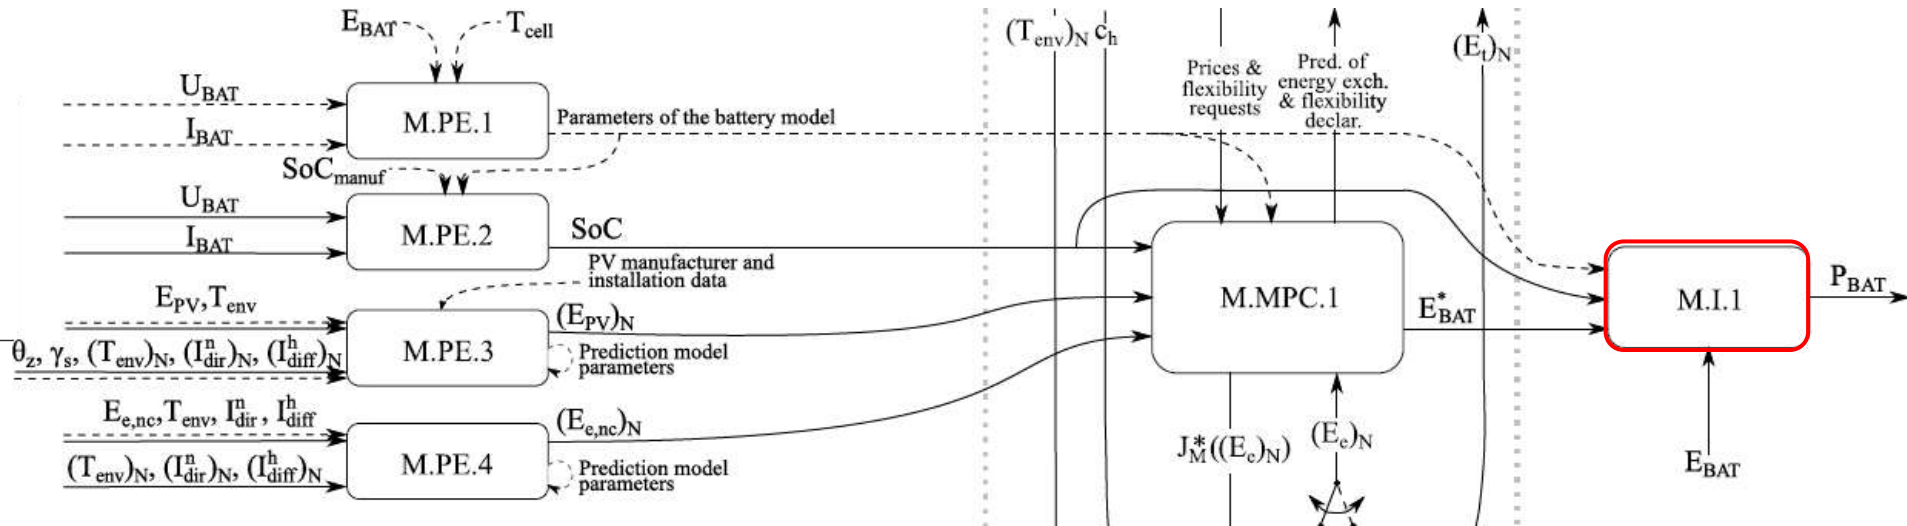 E_BAT
T_cell
(T_env)_N c_h
(E_t)_N
Prices &
flexibility
requests
Pred. of
energy exch.
& flexibility
declar.
U_BAT
I_BAT
M.PE.1
Parameters of the battery model
SoC_manuf
U_BAT
I_BAT
M.PE.2
SoC
PV manufacturer and
installation data
E_PV,T_env
θ_z, γ_s, (T_env)_N, (I^n_dir)_N, (I^h_diff)_N
M.PE.3
(E_PV)_N
Prediction model
parameters
E_e,nc,T_env, I^n_dir, I^h_diff
(T_env)_N, (I^n_dir)_N, (I^h_diff)_N
M.PE.4
(E_e,nc)_N
Prediction model
parameters
M.MPC.1
E^*_BAT
J^*_M((E_c)_N)
(E_e)_N
M.I.1
P_BAT
E_BAT